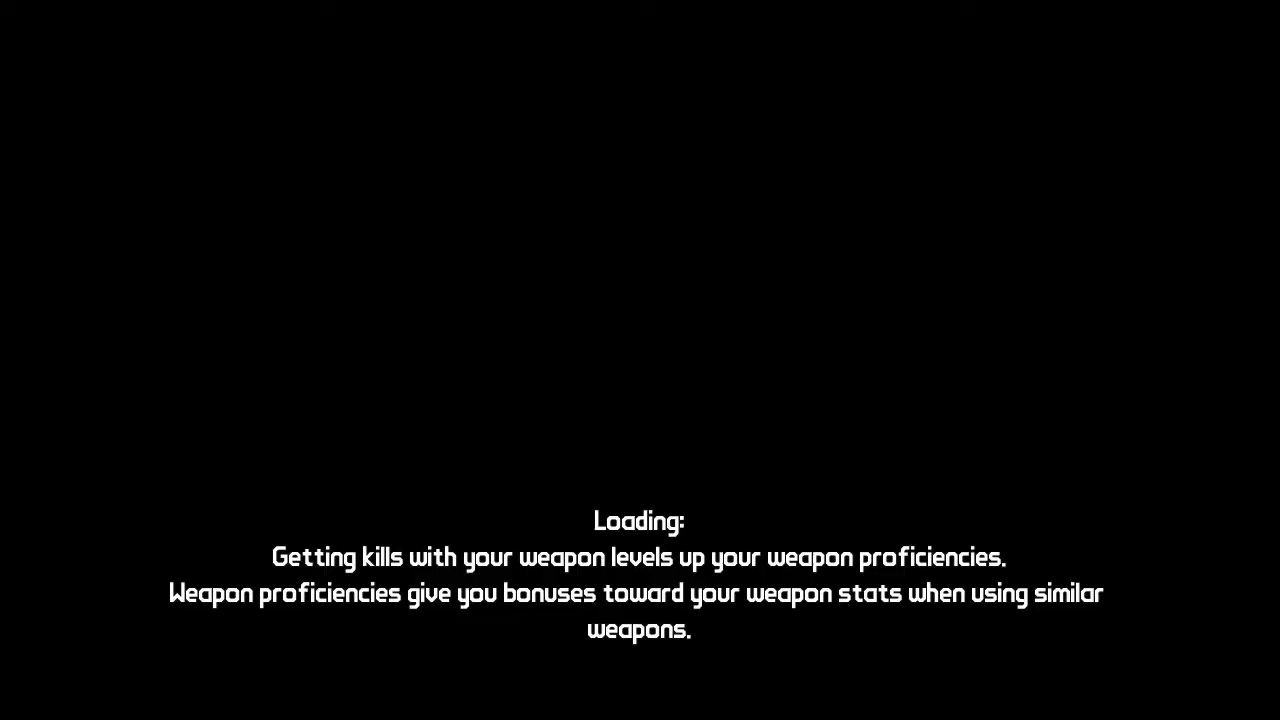 Loading:
Getting kills with your weapon levels up your weapon proficiencies.
Weapon proficiencies give you bonuses toward your weapon stats when using similar
weapons.